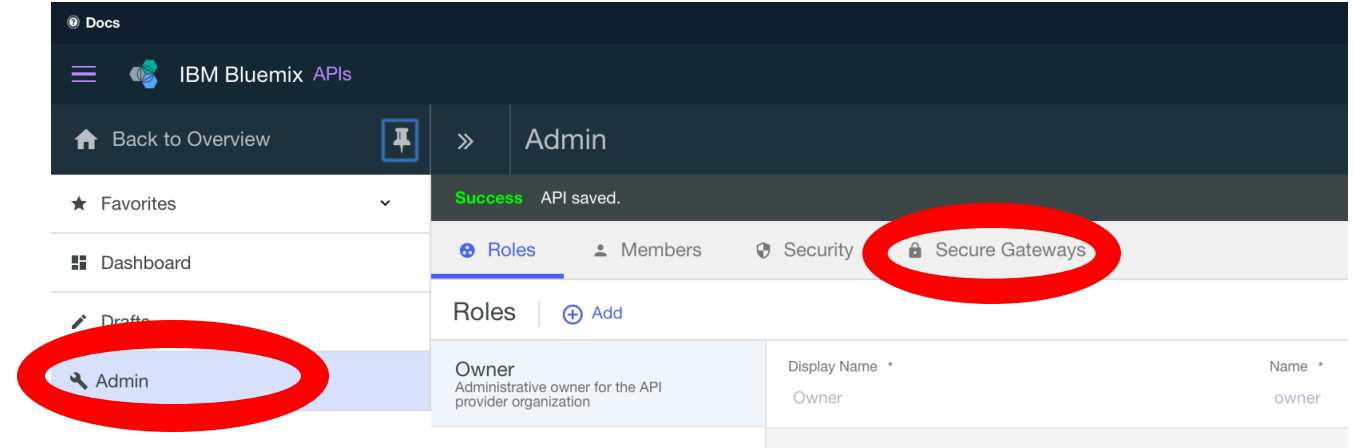 Docs
IBM Bluemix APIs
Back to Overview
Admin
Favorites
Success API saved.
Roles Members Security Secure Gateways
Dashboard
Roles Add
Drafts
Owner
Administrative owner for the API
provider organization
Display Name * Name *
Admin
Owner owner